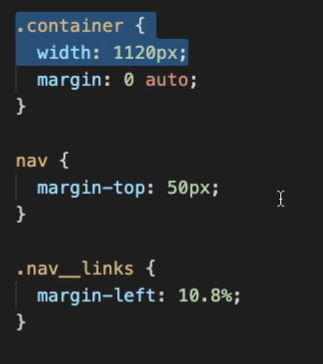 .container {
  width: 1120px;
  margin: 0 auto;
}

nav {
  margin-top: 50px;
}

.nav__links {
  margin-left: 10.8%;
}